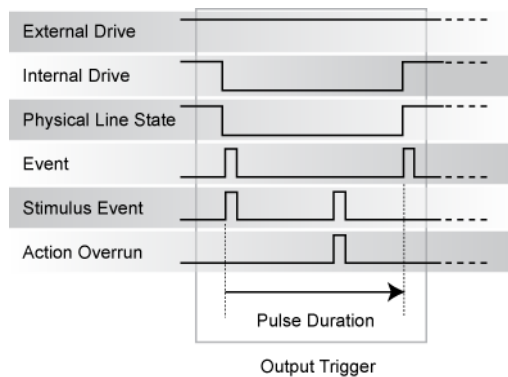 External Drive
Internal Drive
Physical Line State
Event
Stimulus Event
Action Overrun
Pulse Duration
Output Trigger